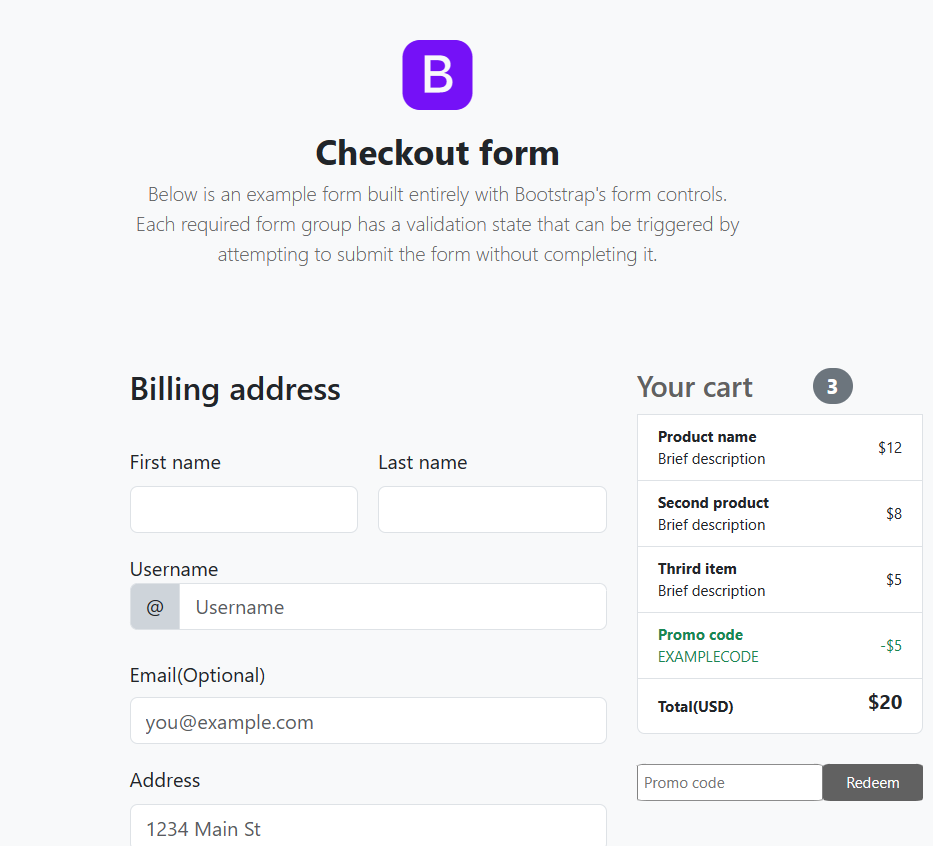 B
Checkout form
Below is an example form built entirely with Bootstrap's form controls.
Each required form group has a validation state that can be triggered by
attempting to submit the form without completing it.
Billing address
First name
Last name
Username
@ Username
Email(Optional)
you@example.com
Address
1234 Main St
Your cart 3
Product name
Brief description
$12
Second product
Brief description
$8
Thrird item
Brief description
$5
Promo code
EXAMPLECODE
-$5
Total(USD) $20
Promo code Redeem